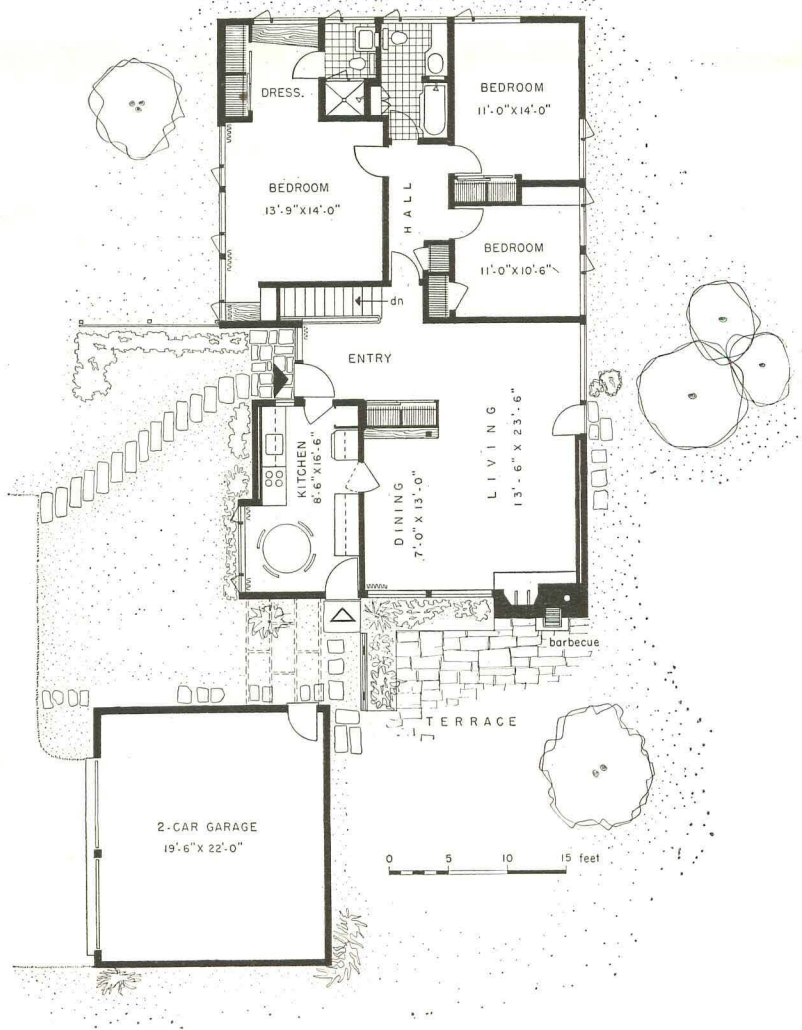 DRESS.
BEDROOM
11'-0"X14'-0"
BEDROOM
13'-9"X14'-0"
HALL
BEDROOM
11'-0"X10'-6"
dn
ENTRY
KITCHEN
8'-6"X16'-6"
DINING
7'-0"X13'-0"
LIVING
13'-6"X23'-6"
barbecue
TERRACE
2-CAR GARAGE
19'-6"X22'-0"
0 5 10 15 feet